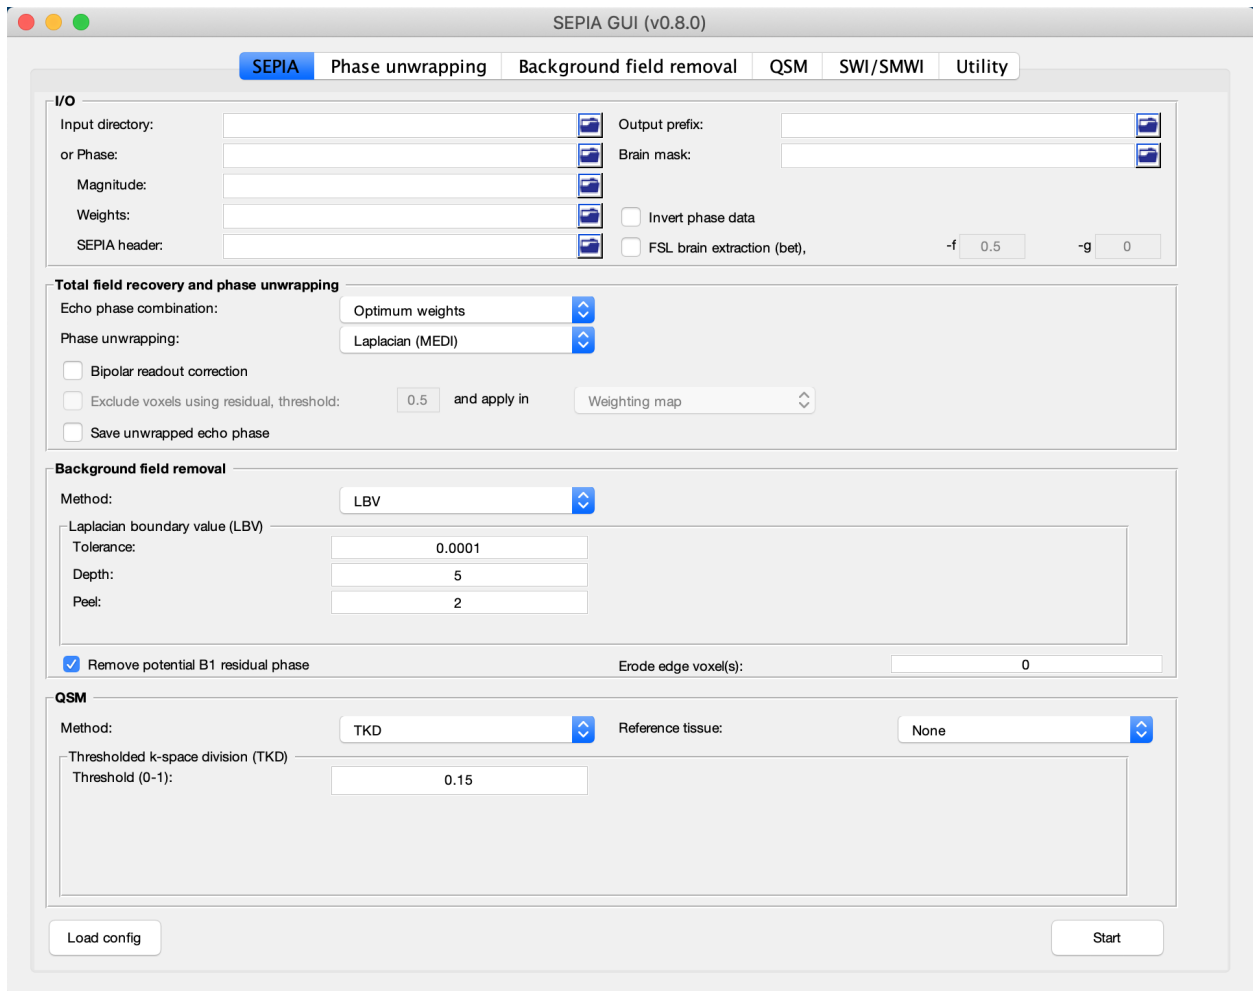 SEPIA GUI (v0.8.0)
SEPIA Phase unwrapping Background field removal QSM SWI/SMWI Utility
I/O
Input directory: Output prefix:
or Phase: Brain mask:
Magnitude:
Weights: Invert phase data
SEPIA header: FSL brain extraction (bet), -f 0.5 -g 0
Total field recovery and phase unwrapping
Echo phase combination: Optimum weights
Phase unwrapping: Laplacian (MEDI)
Bipolar readout correction
Exclude voxels using residual, threshold: 0.5 and apply in Weighting map
Save unwrapped echo phase
Background field removal
Method: LBV
Laplacian boundary value (LBV)
Tolerance: 0.0001
Depth: 5
Peel: 2
Remove potential B1 residual phase Erode edge voxel(s): 0
QSM
Method: TKD Reference tissue: None
Thresholded k-space division (TKD)
Threshold (0-1): 0.15
Load config Start